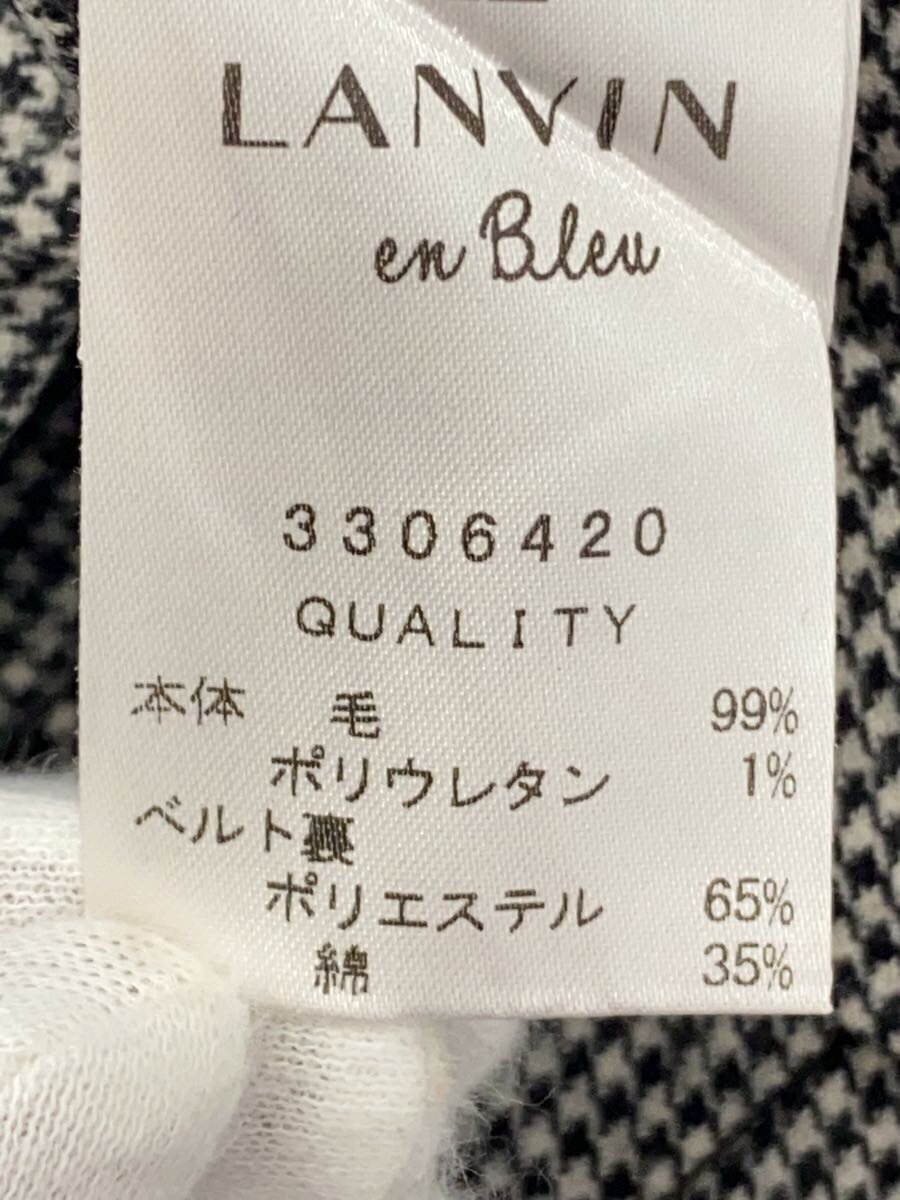 LANVIN
en Bleu
3306420
QUALITY
本体 毛 99%
ポリウレタン 1%
ベルト裏
ポリエステル 65%
綿 35%